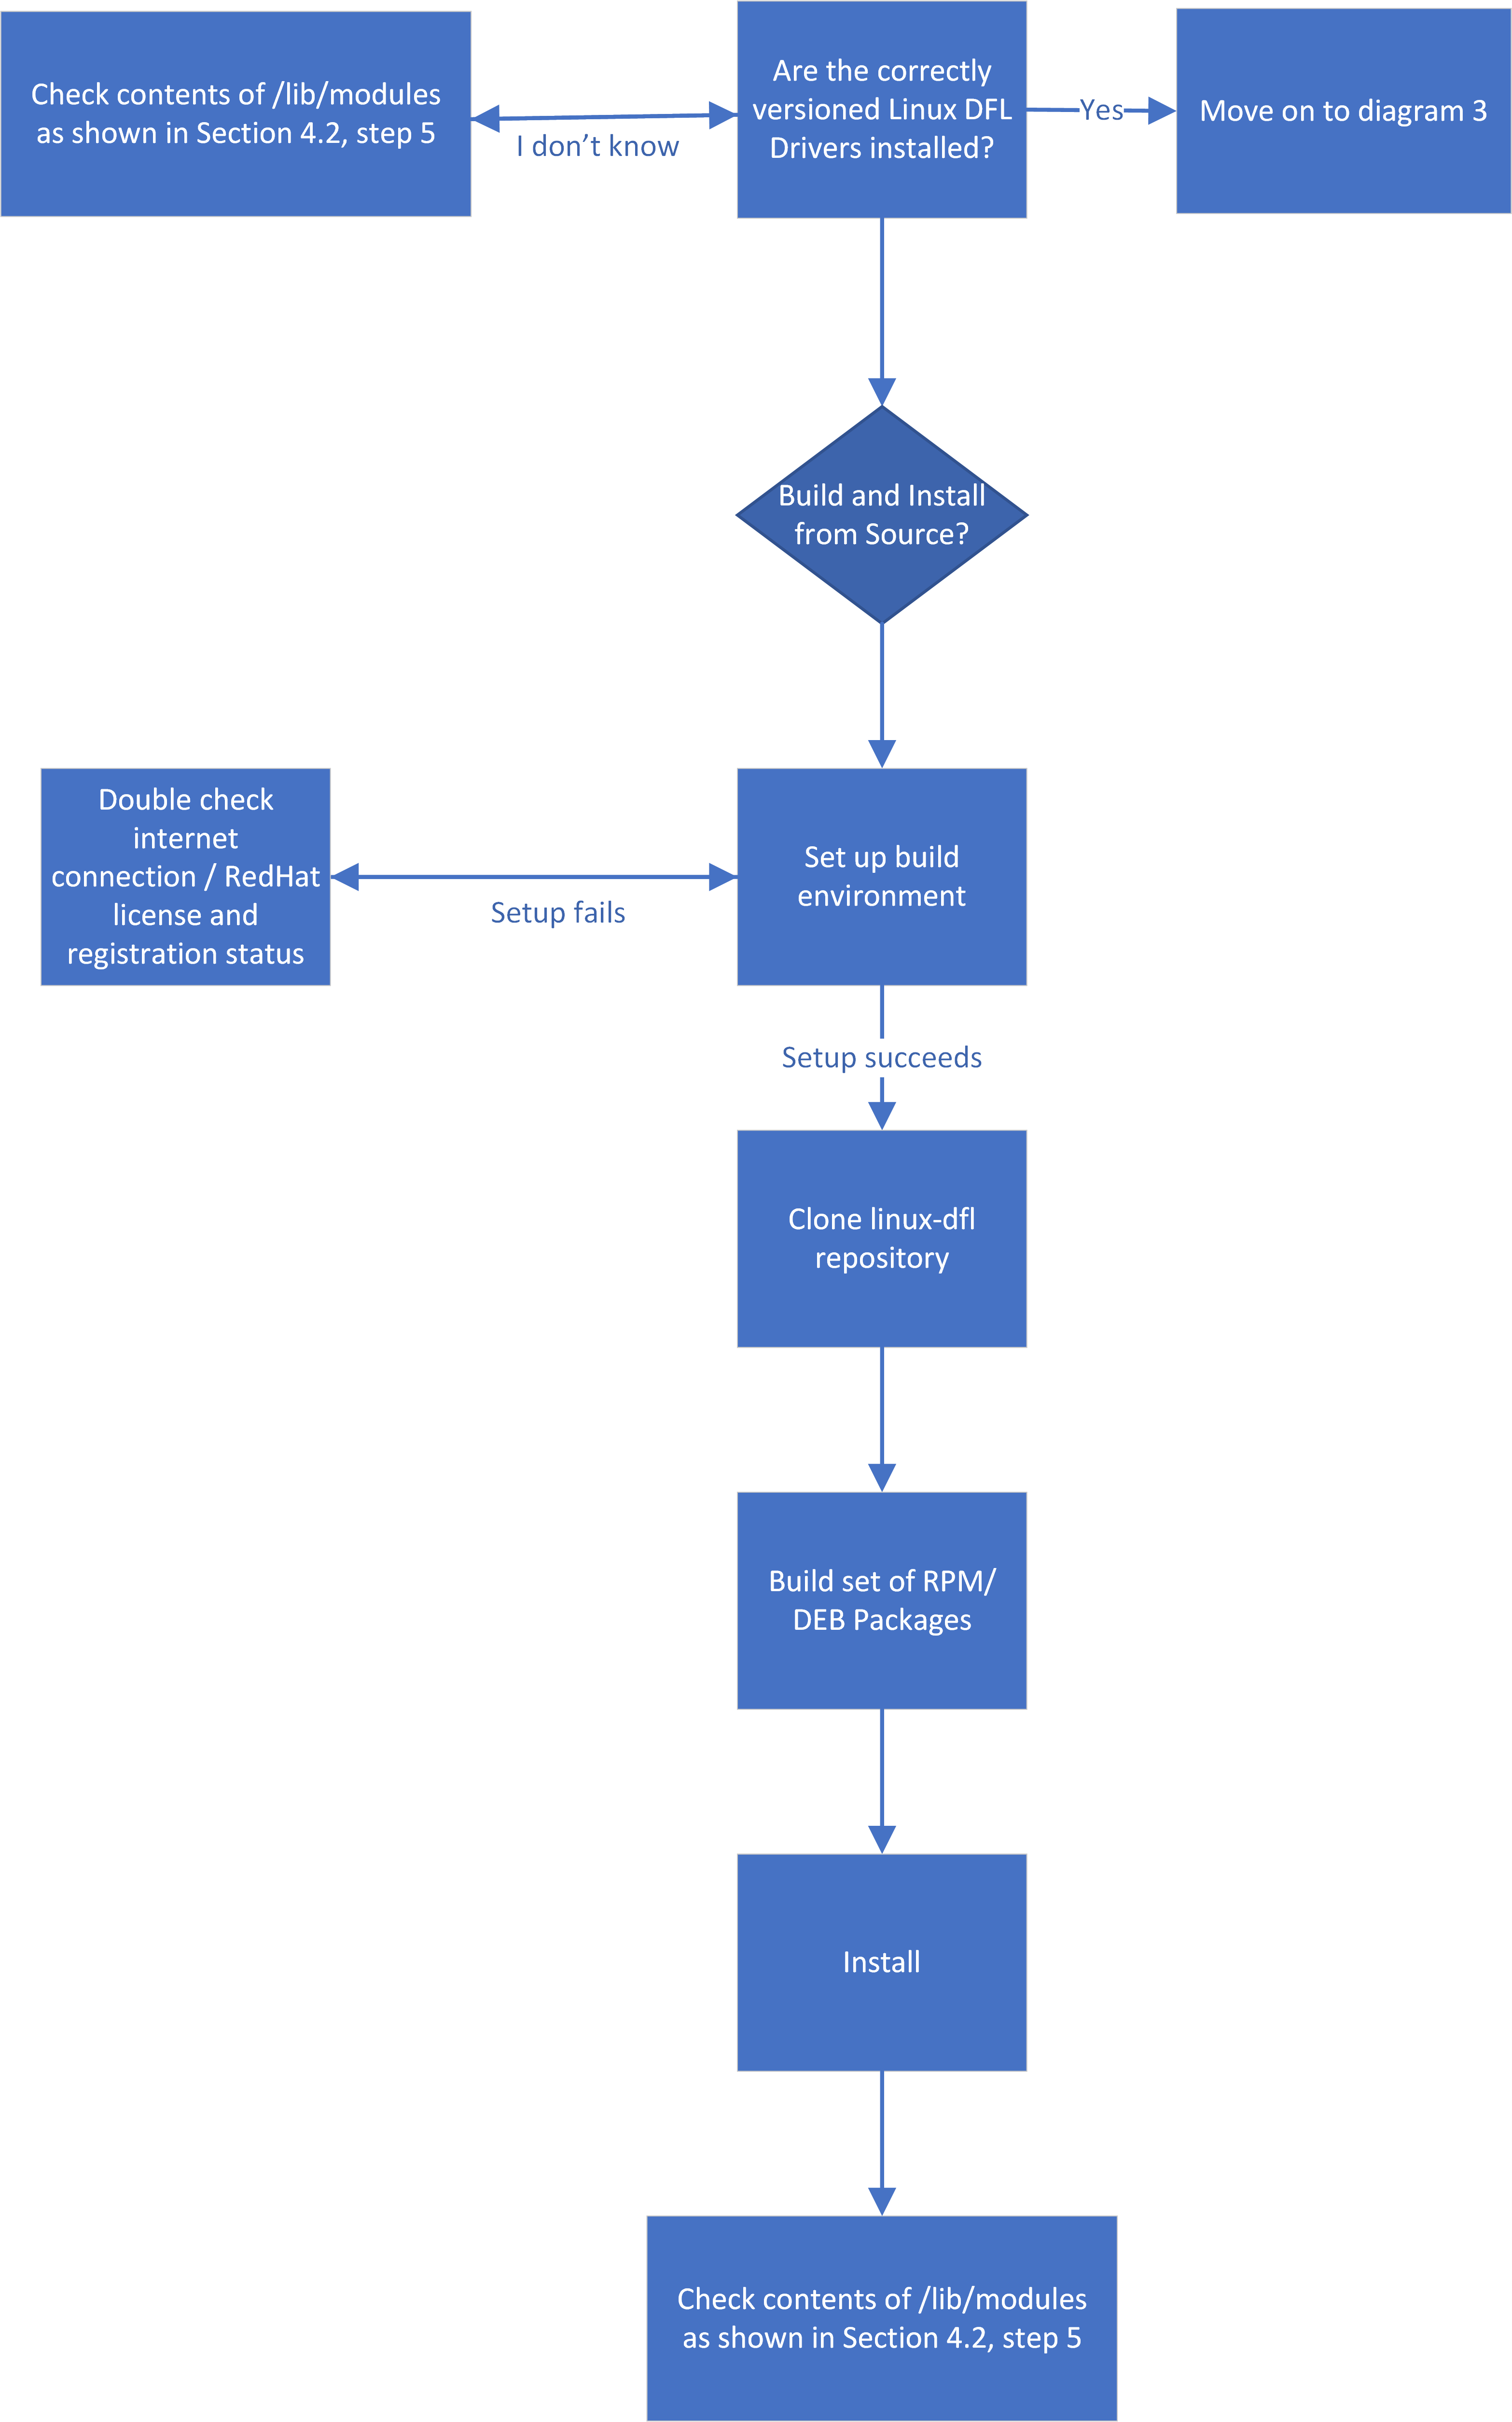 Check contents of /lib/modules
as shown in Section 4.2, step 5
I don’t know
Are the correctly
versioned Linux DFL
Drivers installed?
Yes
Move on to diagram 3
Build and Install
from Source?
Double check
internet
connection / RedHat
license and
registration status
Setup fails
Set up build
environment
Setup succeeds
Clone linux-dfl
repository
Build set of RPM/
DEB Packages
Install
Check contents of /lib/modules
as shown in Section 4.2, step 5